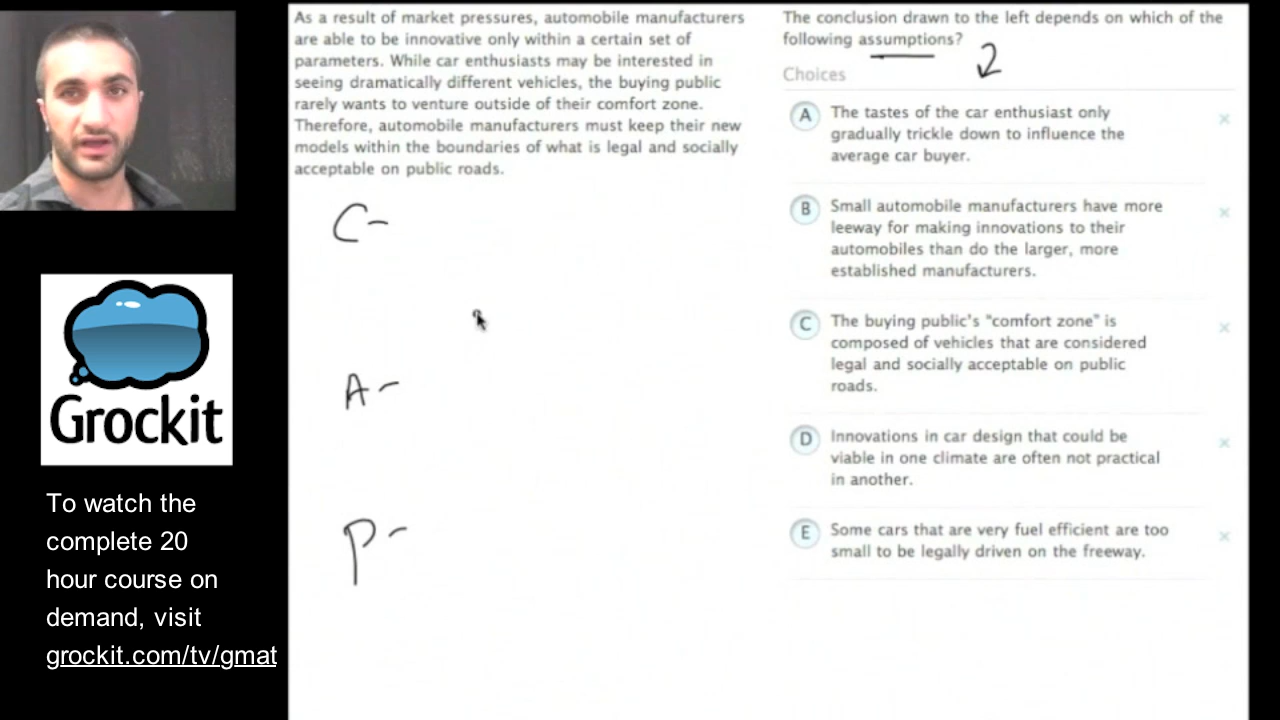 As a result of market pressures, automobile manufacturers
are able to be innovative only within a certain set of
parameters. While car enthusiasts may be interested in
seeing dramatically different vehicles, the buying public
rarely wants to venture outside of their comfort zone.
Therefore, automobile manufacturers must keep their new
models within the boundaries of what is legal and socially
acceptable on public roads.
C-
A-
P-
The conclusion drawn to the left depends on which of the
following assumptions?
2
Choices
A The tastes of the car enthusiast only
gradually trickle down to influence the
average car buyer.
B Small automobile manufacturers have more
leeway for making innovations to their
automobiles than do the larger, more
established manufacturers.
C The buying public's "comfort zone" is
composed of vehicles that are considered
legal and socially acceptable on public
roads.
D Innovations in car design that could be
viable in one climate are often not practical
in another.
E Some cars that are very fuel efficient are too
small to be legally driven on the freeway.
Grockit
To watch the
complete 20
hour course on
demand, visit
grockit.com/tv/gmat